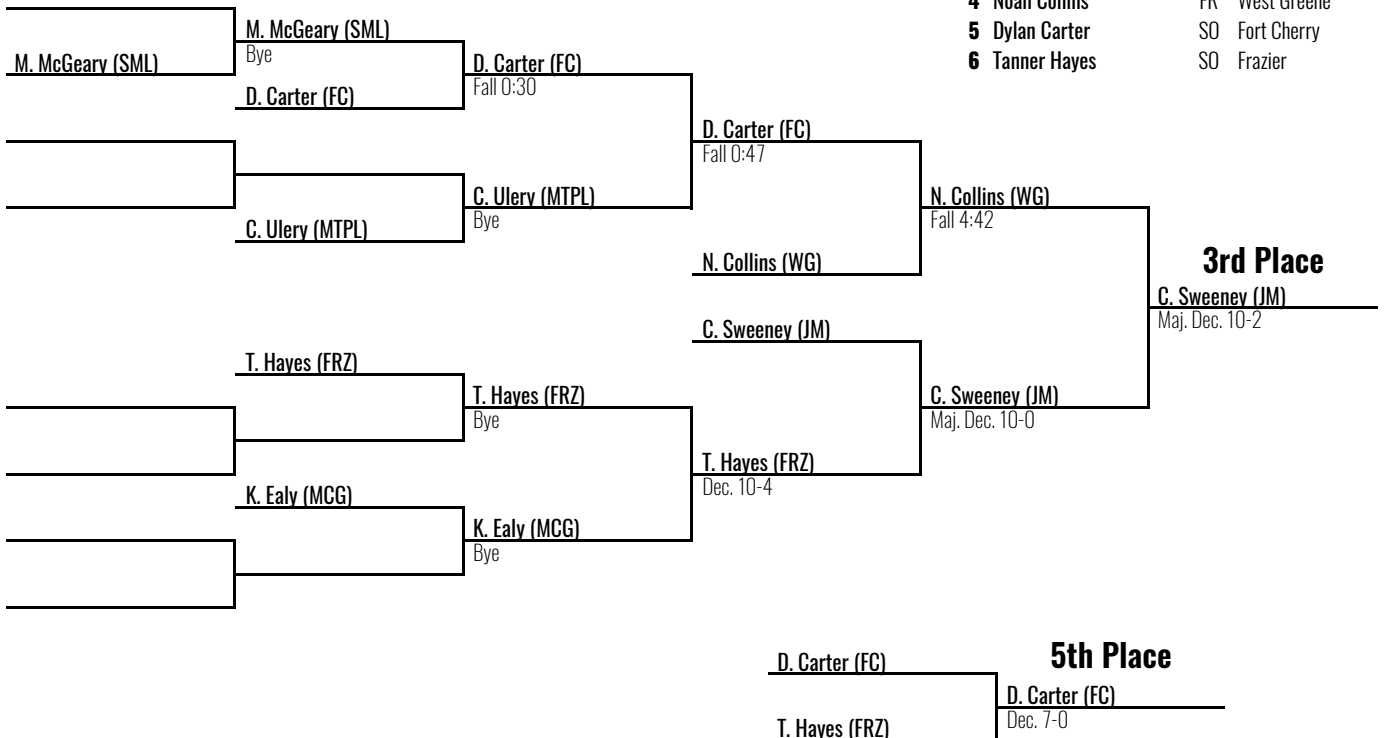 4 Noah Collins FR West Greene
M. McGeary (SML)
5 Dylan Carter SO Fort Cherry
Bye
M. McGeary (SML)
D. Carter (FC)
6 Tanner Hayes SO Frazier
Fall 0:30
D. Carter (FC)
D. Carter (FC)
Fall 0:47
C. Ulery (MTPL)
N. Collins (WG)
Bye
Fall 4:42
C. Ulery (MTPL)
N. Collins (WG)
3rd Place
C. Sweeney (JM)
Maj. Dec. 10-2
C. Sweeney (JM)
T. Hayes (FRZ)
T. Hayes (FRZ)
C. Sweeney (JM)
Bye
Maj. Dec. 10-0
T. Hayes (FRZ)
Dec. 10-4
K. Ealy (MCG)
K. Ealy (MCG)
Bye
D. Carter (FC)
5th Place
D. Carter (FC)
Dec. 7-0
T. Hayes (FRZ)